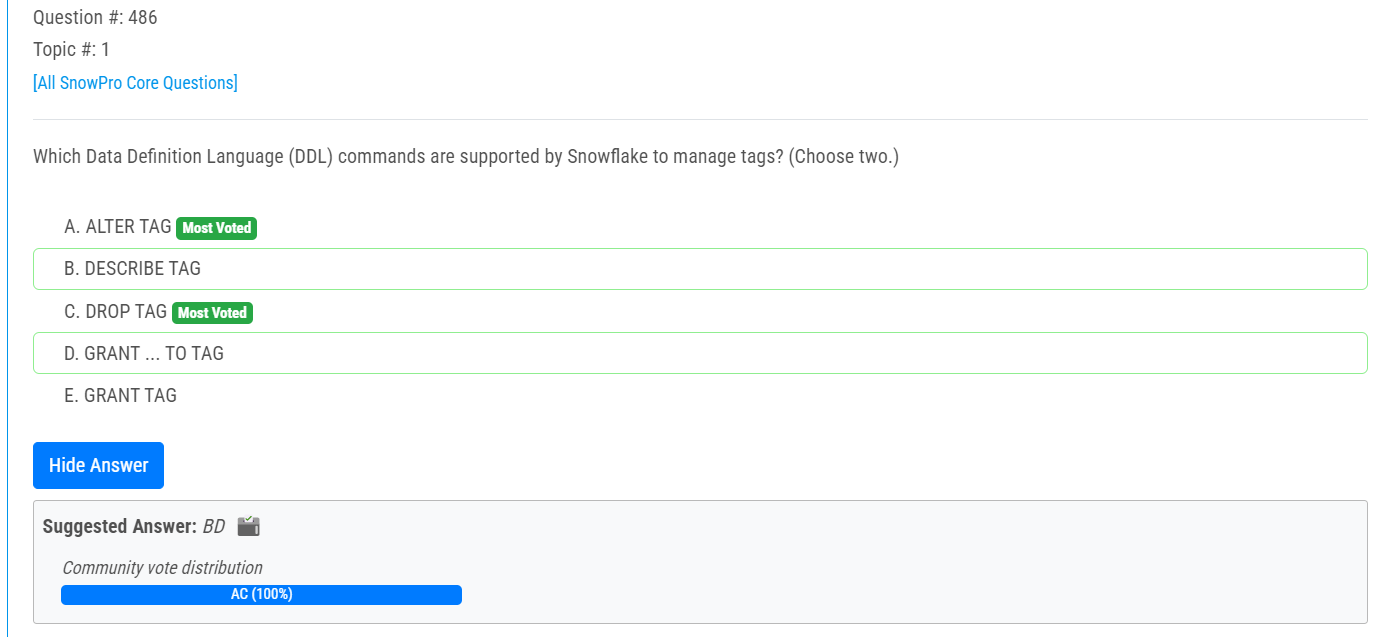 Question #: 486
Topic #: 1
[All SnowPro Core Questions]
Which Data Definition Language (DDL) commands are supported by Snowflake to manage tags? (Choose two.)
A. ALTER TAG Most Voted
B. DESCRIBE TAG
C. DROP TAG Most Voted
D. GRANT ... TO TAG
E. GRANT TAG
Hide Answer
Suggested Answer: BD
Community vote distribution
AC (100%)